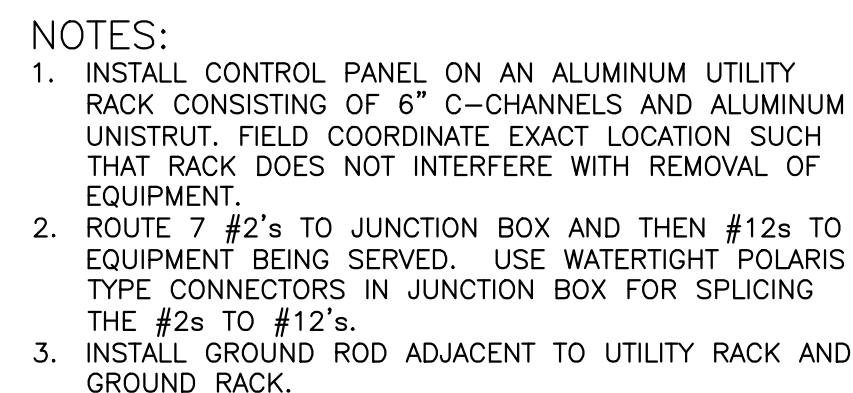 NOTES:
1. INSTALL CONTROL PANEL ON AN ALUMINUM UTILITY
RACK CONSISTING OF 6" C-CHANNELS AND ALUMINUM
UNISTRUT. FIELD COORDINATE EXACT LOCATION SUCH
THAT RACK DOES NOT INTERFERE WITH REMOVAL OF
EQUIPMENT.
2. ROUTE 7 #2's TO JUNCTION BOX AND THEN #12s TO
EQUIPMENT BEING SERVED. USE WATERTIGHT POLARIS
TYPE CONNECTORS IN JUNCTION BOX FOR SPLICING
THE #2s TO #12's.
3. INSTALL GROUND ROD ADJACENT TO UTILITY RACK AND
GROUND RACK.